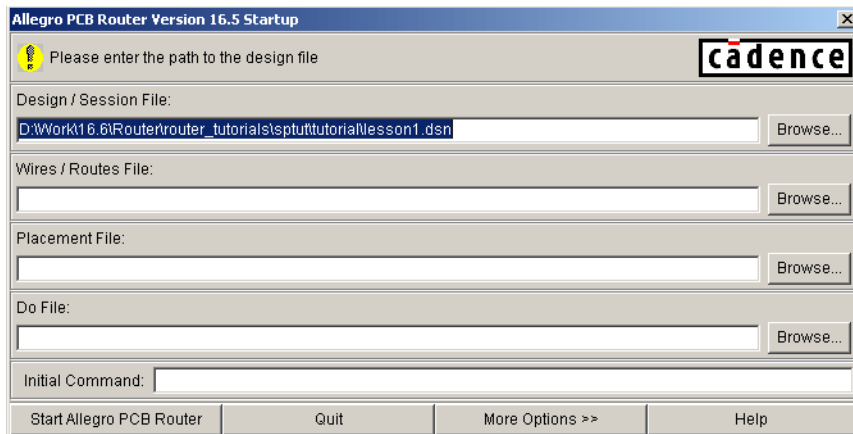 Allegro PCB Router Version 16.5 Startup
Please enter the path to the design file
cādence
Design / Session File:
D:\Work\16.6\Router\router_tutorials\sptut\tutorial\lesson1.dsn
Browse...
Wires / Routes File:
Browse...
Placement File:
Browse...
Do File:
Browse...
Initial Command:
Start Allegro PCB Router
Quit
More Options >>
Help